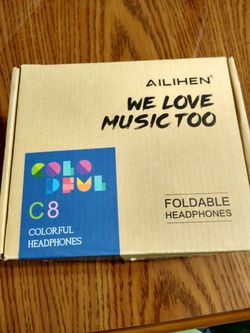 AILIHEN
WE LOVE
MUSIC TOO
COLO
RFUL
C8
COLORFUL
HEADPHONES
FOLDABLE
HEADPHONES